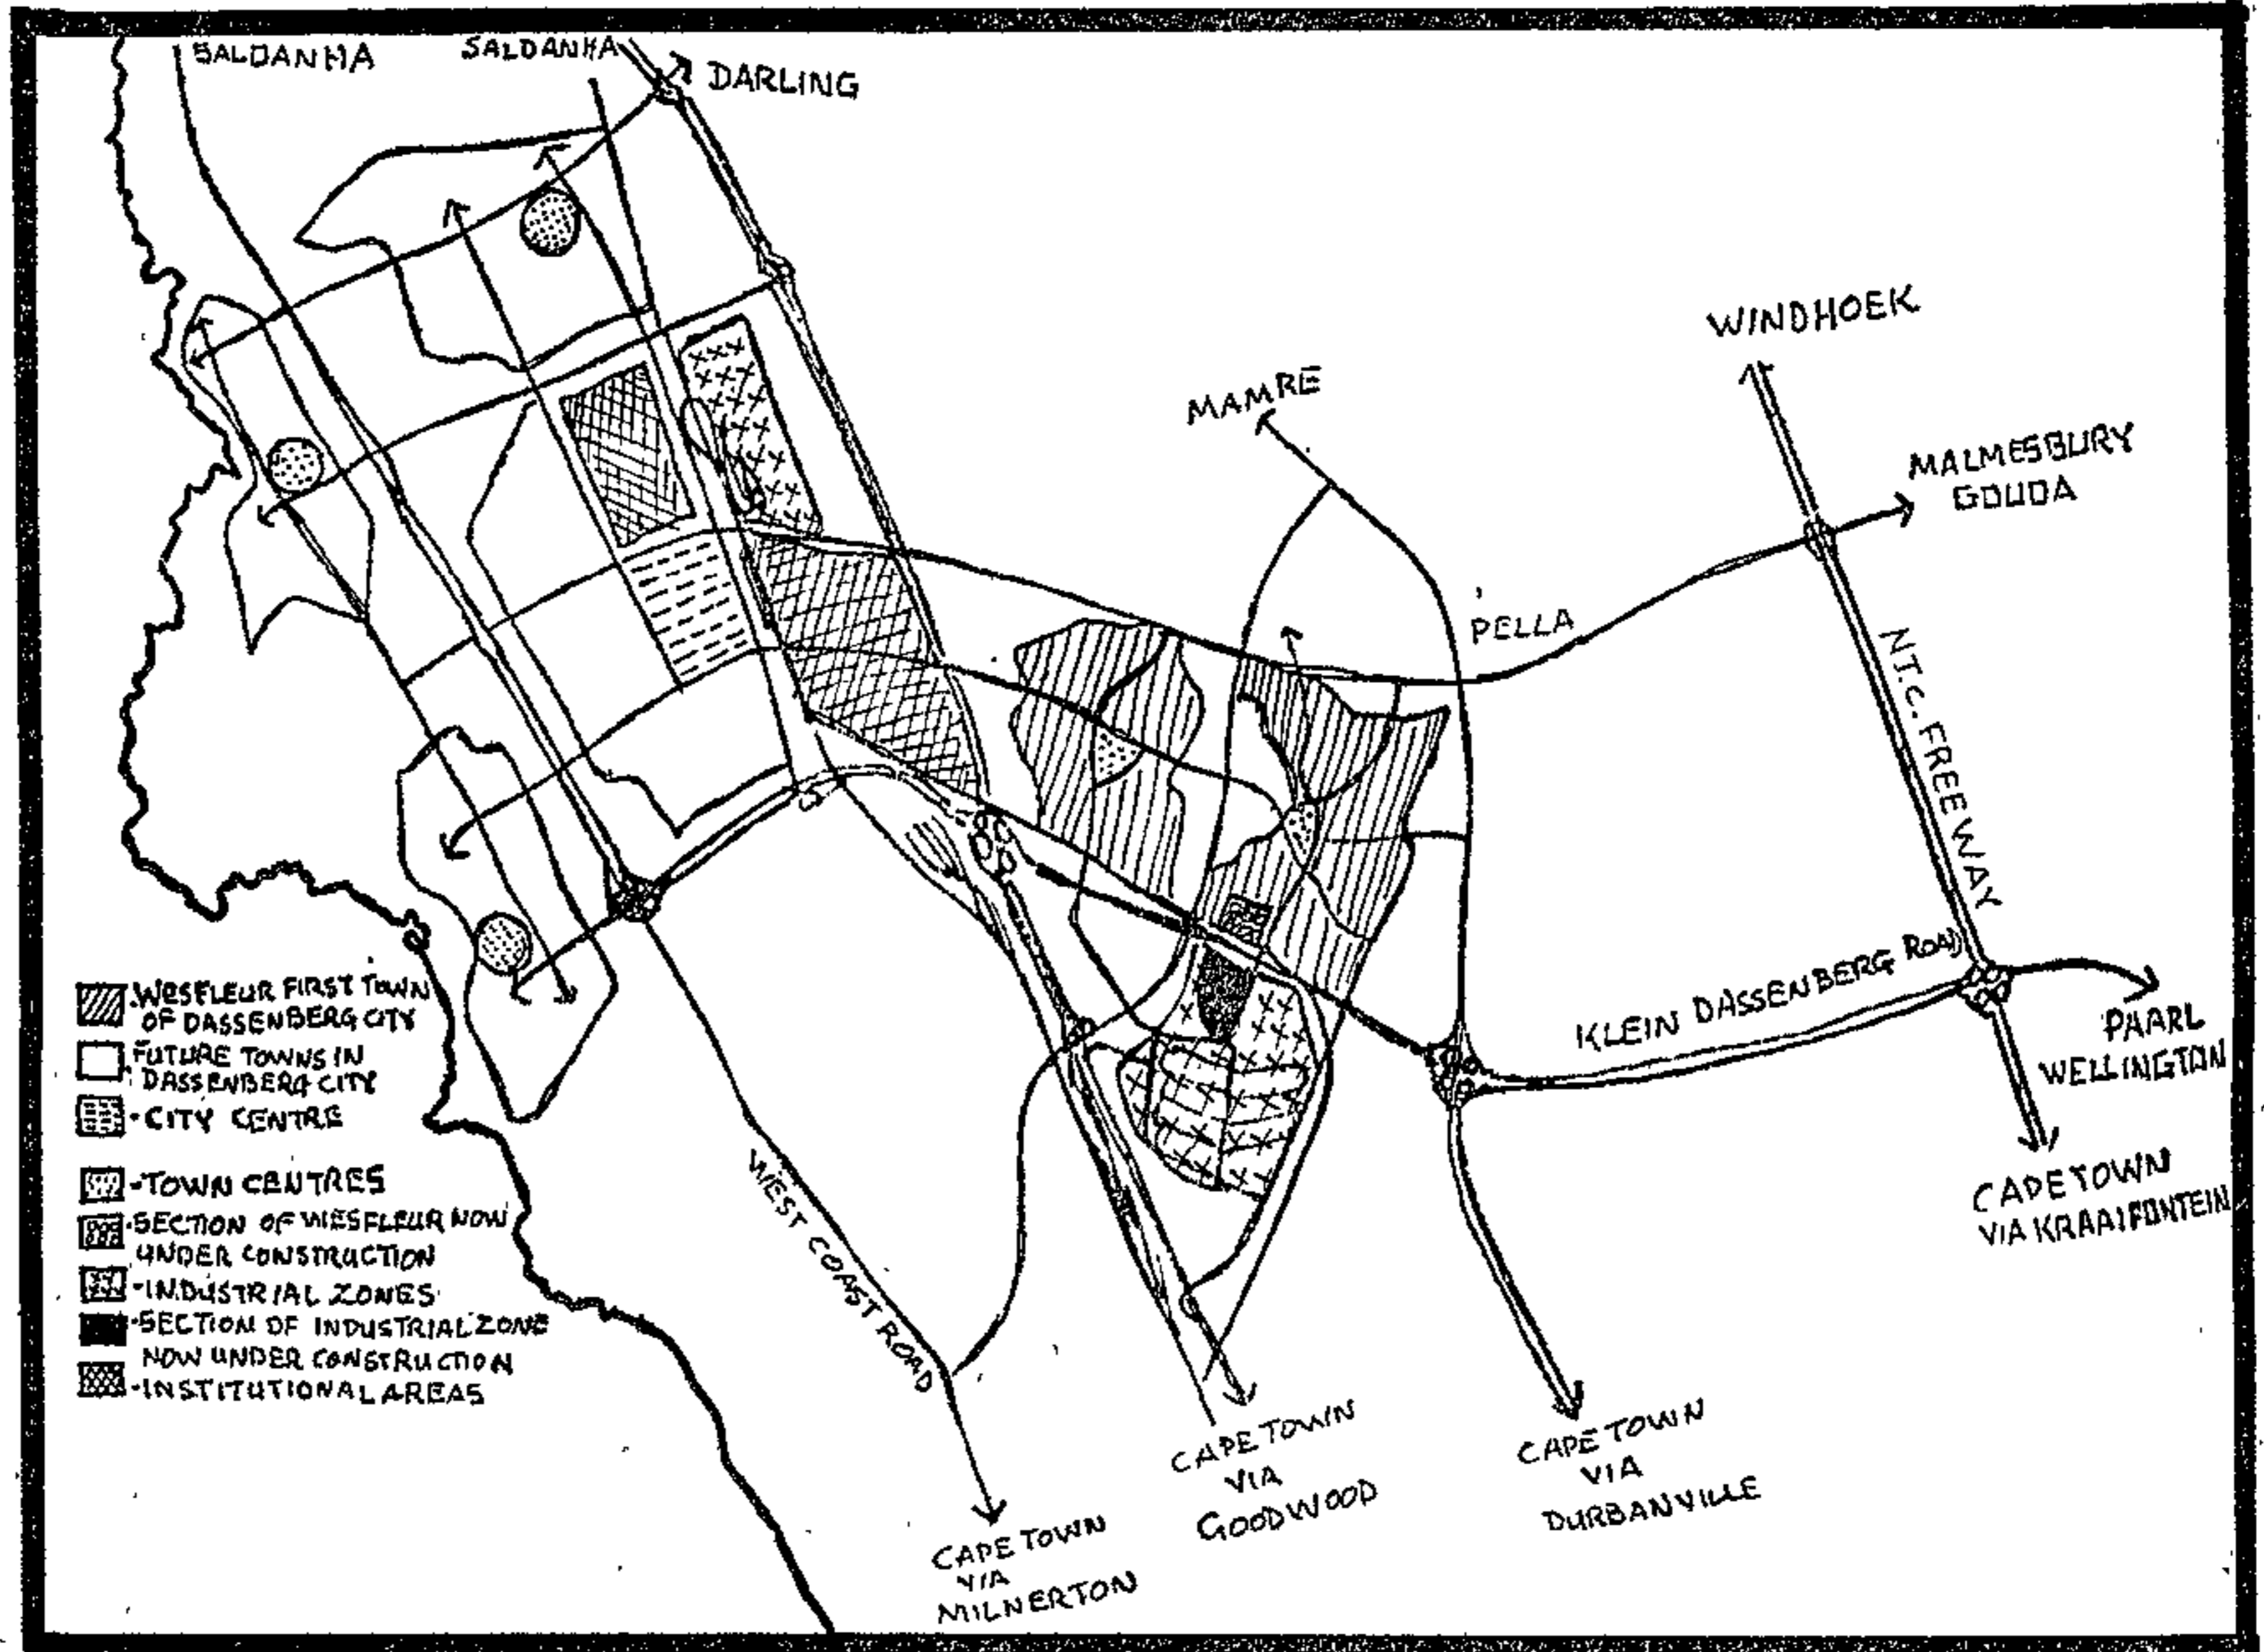 SALDANHA
SALDANHA
DARLING
WINDHOEK
MAMRE
MALMESBURY
GOUDA
PELLA
N.T.C. FREEWAY
KLEIN DASSENBERG ROAD
PAARL
WELLINGTON
CAPE TOWN
VIA KRAAIFONTEIN
WEST COAST ROAD
CAPE TOWN
VIA
GOODWOOD
CAPE TOWN
VIA
DURBANVILLE
CAPE TOWN
VIA
MILNERTON
WESFLEUR FIRST TOWN
OF DASSENBERG CITY
FUTURE TOWNS IN
DASSENBERG CITY
- CITY CENTRE
- TOWN CENTRES
- SECTION OF WESFLEUR NOW
UNDER CONSTRUCTION
- INDUSTRIAL ZONES
- SECTION OF INDUSTRIAL ZONE
NOW UNDER CONSTRUCTION
- INSTITUTIONAL AREAS